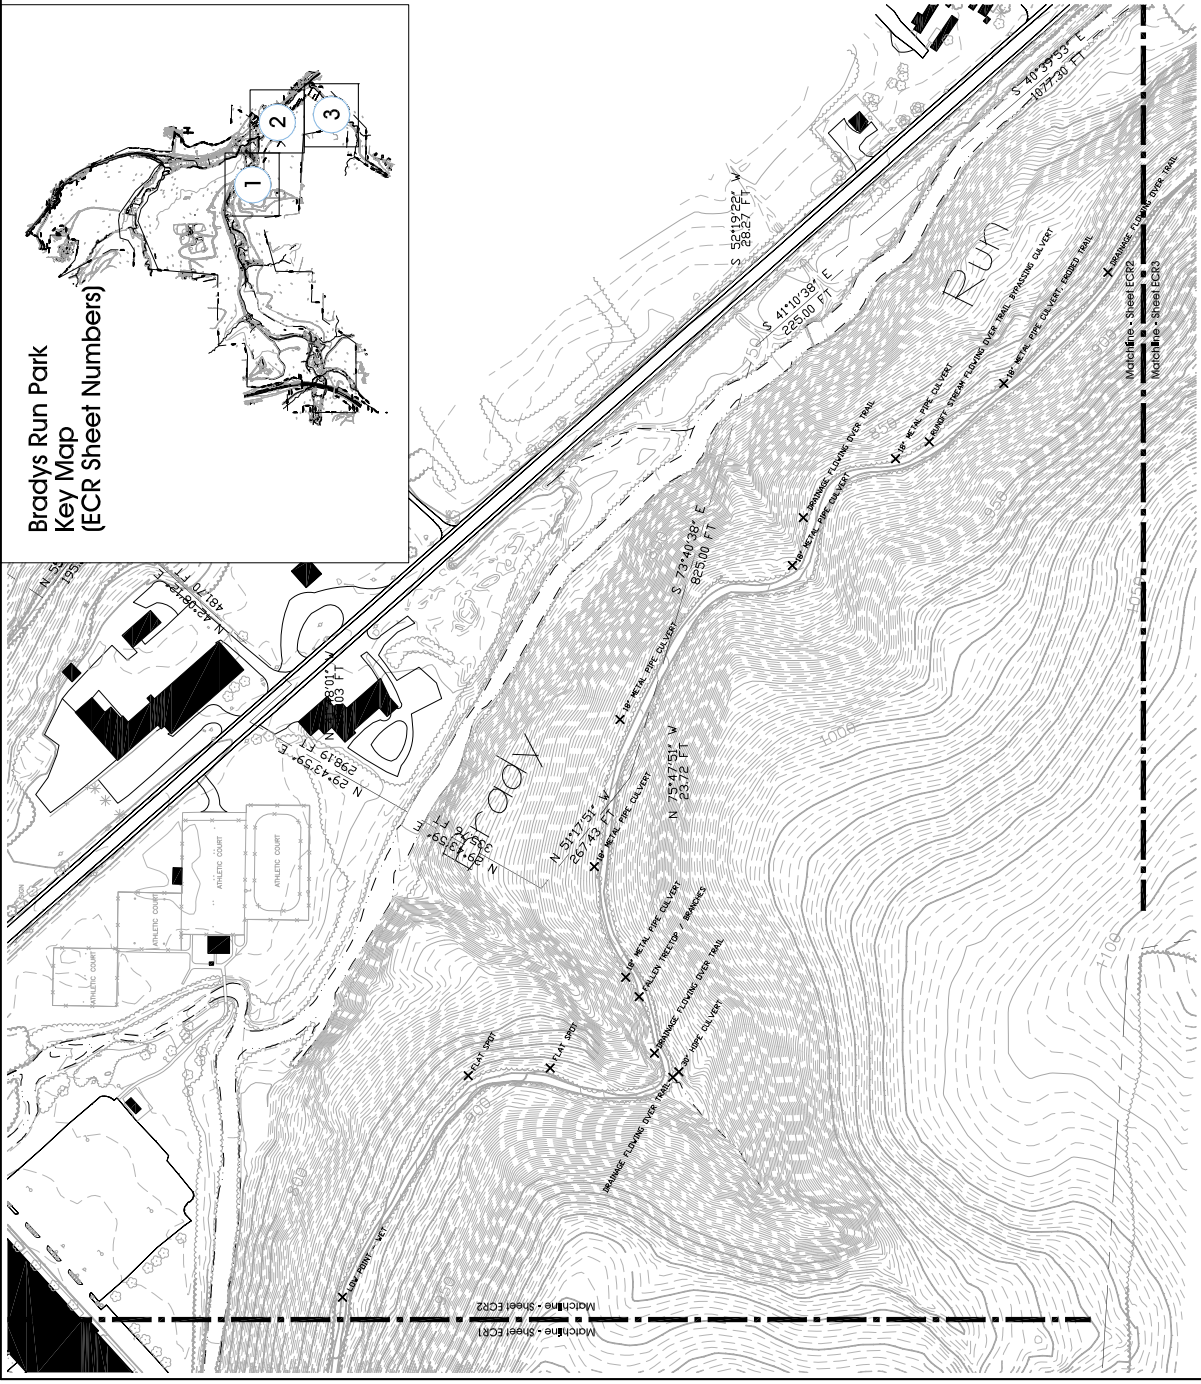 Bradys Run Park
Key Map
(ECR Sheet Numbers)
1
2
3
S 40°39'53" E
1077.30 FT
S 52°19'22" W
28.27 FT
S 41°10'38" E
225.00 FT
S 73°40'38" E
825.00 FT
N 42°08'12" E
481.70 FT
N 29°43'59" E
298.19 FT
N 51°17'51" W
267.43 FT
N 75°47'51" W
23.72 FT
Run
ATHLETIC COURT
ATHLETIC COURT
ATHLETIC COURT
ATHLETIC COURT
DRAINAGE FLOWING OVER TRAIL
18" METAL PIPE CULVERT, ERODED TRAIL
RUNOFF STREAM FLOWING OVER TRAIL BYPASSING CULVERT
18" METAL PIPE CULVERT
DRAINAGE FLOWING OVER TRAIL
18" METAL PIPE CULVERT
18" METAL PIPE CULVERT
18" METAL PIPE CULVERT
18" METAL PIPE CULVERT
FALLEN TREETOP / BRANCHES
DRAINAGE FLOWING OVER TRAIL
30" HDPE CULVERT
DRAINAGE FLOWING OVER TRAIL
FLAT SPOT
FLAT SPOT
LOW POINT - WET
1000
1050
1100
950
850
800
Matchline - Sheet ECR2
Matchline - Sheet ECR3
Matchline - Sheet ECR2
Matchline - Sheet ECR1